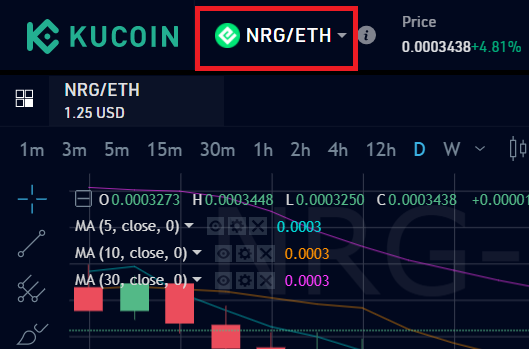 KUCOIN NRG/ETH Price
0.0003438 +4.81%
NRG/ETH
1.25 USD
1m 3m 5m 15m 30m 1h 2h 4h 12h D W
O 0.0003273 H 0.0003448 L 0.0003250 C 0.0003438 +0.00001
MA (5, close, 0) 0.0003
MA (10, close, 0) 0.0003
MA (30, close, 0) 0.0003
NRG-